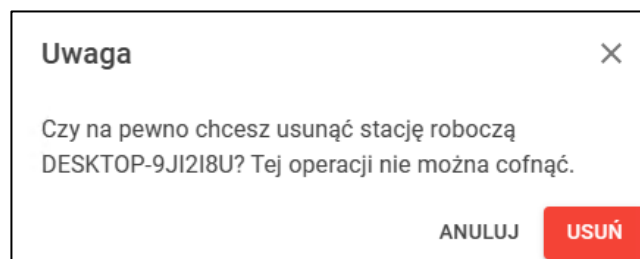 Uwaga
Czy na pewno chcesz usunąć stację roboczą
DESKTOP-9JI2I8U? Tej operacji nie można cofnąć.
ANULUJ USUŃ